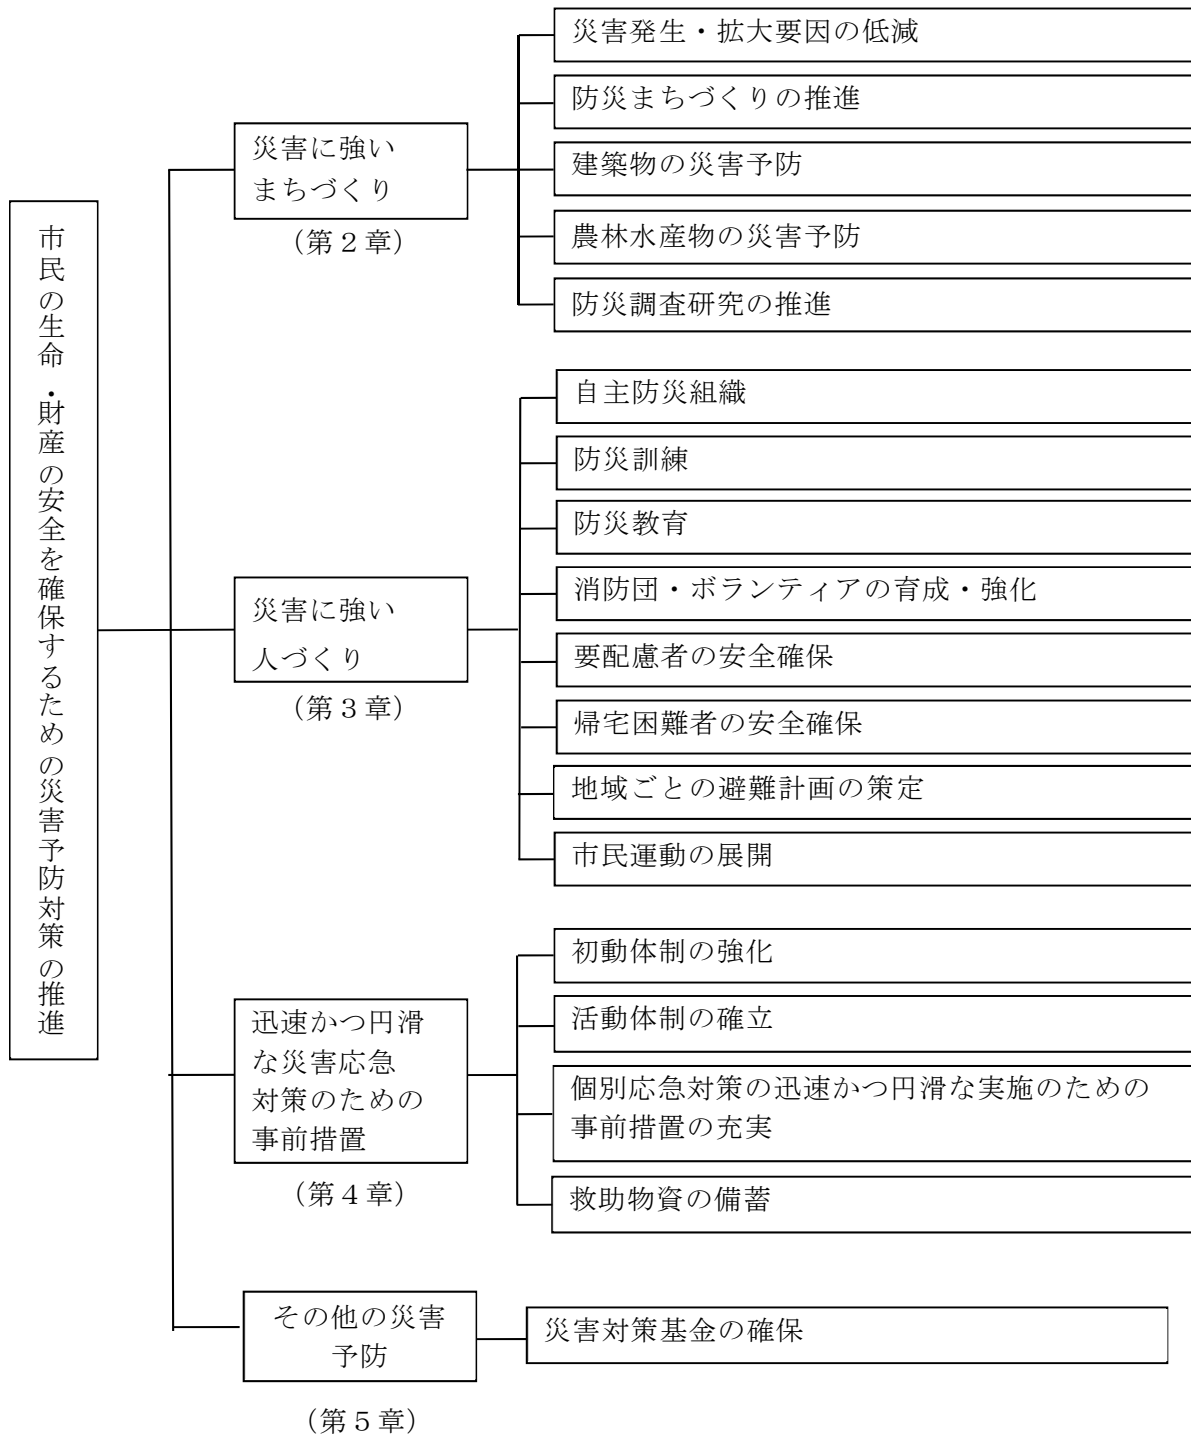 市民の生命・財産の安全を確保するための災害予防対策の推進
災害に強い
まちづくり
（第２章）
災害発生・拡大要因の低減
防災まちづくりの推進
建築物の災害予防
農林水産物の災害予防
防災調査研究の推進
災害に強い
人づくり
（第３章）
自主防災組織
防災訓練
防災教育
消防団・ボランティアの育成・強化
要配慮者の安全確保
帰宅困難者の安全確保
地域ごとの避難計画の策定
市民運動の展開
迅速かつ円滑
な災害応急
対策のための
事前措置
（第４章）
初動体制の強化
活動体制の確立
個別応急対策の迅速かつ円滑な実施のための
事前措置の充実
救助物資の備蓄
その他の災害
予防
（第５章）
災害対策基金の確保